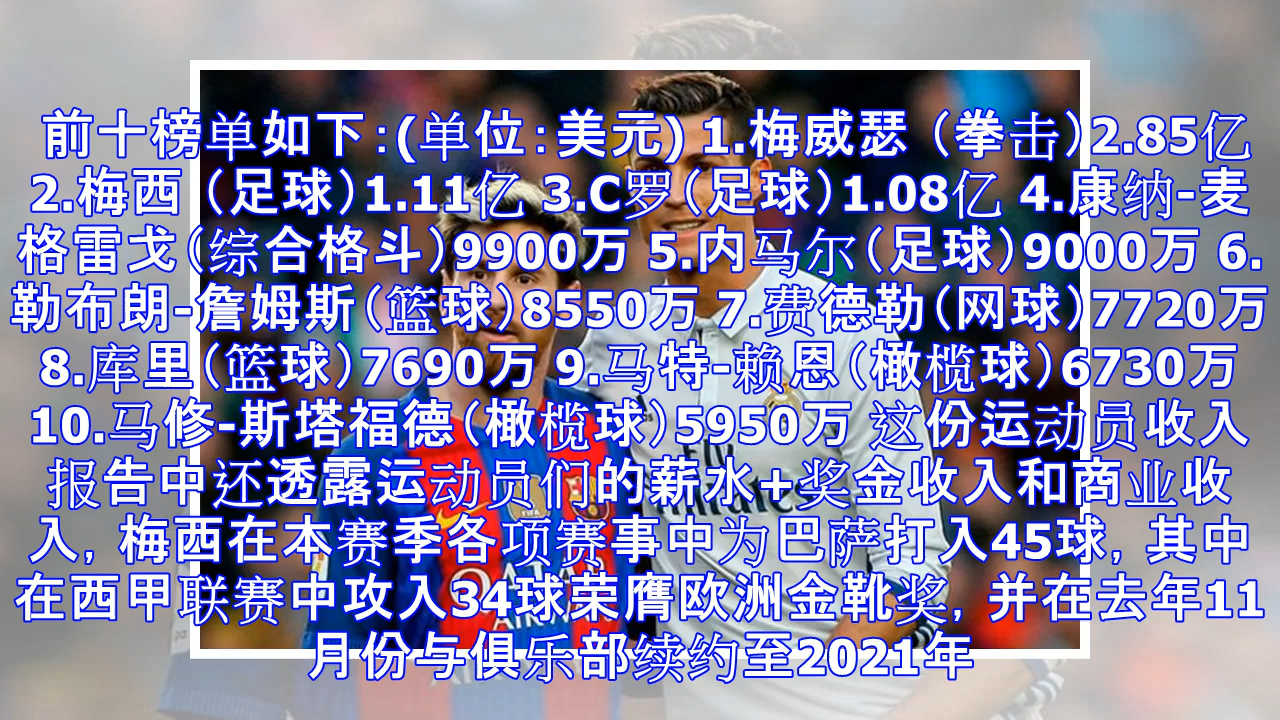 前十榜单如下:(单位:美元) 1.梅威瑟 (拳击)2.85亿
2.梅西 (足球)1.11亿 3.C罗(足球)1.08亿 4.康纳-麦
格雷戈(综合格斗)9900万 5.内马尔(足球)9000万 6.
勒布朗-詹姆斯(篮球)8550万 7.费德勒(网球)7720万
8.库里(篮球)7690万 9.马特-赖恩(橄榄球)6730万
10.马修-斯塔福德(橄榄球)5950万 这份运动员收入
报告中还透露运动员们的薪水+奖金收入和商业收
入, 梅西在本赛季各项赛事中为巴萨打入45球, 其中
在西甲联赛中攻入34球荣膺欧洲金靴奖, 并在去年11
月份与俱乐部续约至2021年
Fly
Emirates
QATAR